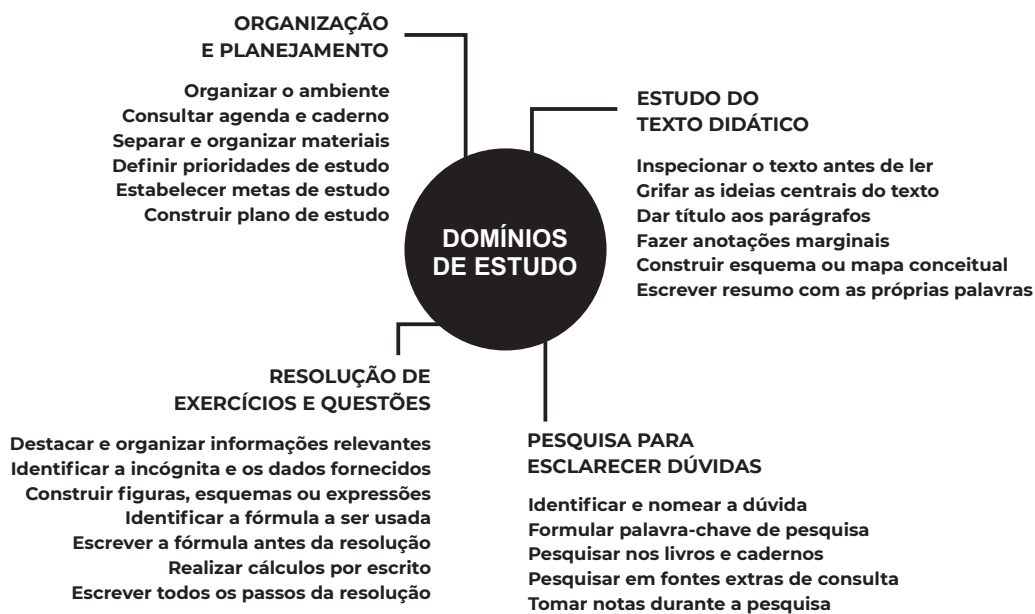 ORGANIZAÇÃO
E PLANEJAMENTO
Organizar o ambiente
Consultar agenda e caderno
Separar e organizar materiais
Definir prioridades de estudo
Estabelecer metas de estudo
Construir plano de estudo
ESTUDO DO
TEXTO DIDÁTICO
Inspecionar o texto antes de ler
Grifar as ideias centrais do texto
Dar título aos parágrafos
Fazer anotações marginais
Construir esquema ou mapa conceitual
Escrever resumo com as próprias palavras
DOMÍNIOS
DE ESTUDO
RESOLUÇÃO DE
EXERCÍCIOS E QUESTÕES
Destacar e organizar informações relevantes
Identificar a incógnita e os dados fornecidos
Construir figuras, esquemas ou expressões
Identificar a fórmula a ser usada
Escrever a fórmula antes da resolução
Realizar cálculos por escrito
Escrever todos os passos da resolução
PESQUISA PARA
ESCLARECER DÚVIDAS
Identificar e nomear a dúvida
Formular palavra-chave de pesquisa
Pesquisar nos livros e cadernos
Pesquisar em fontes extras de consulta
Tomar notas durante a pesquisa